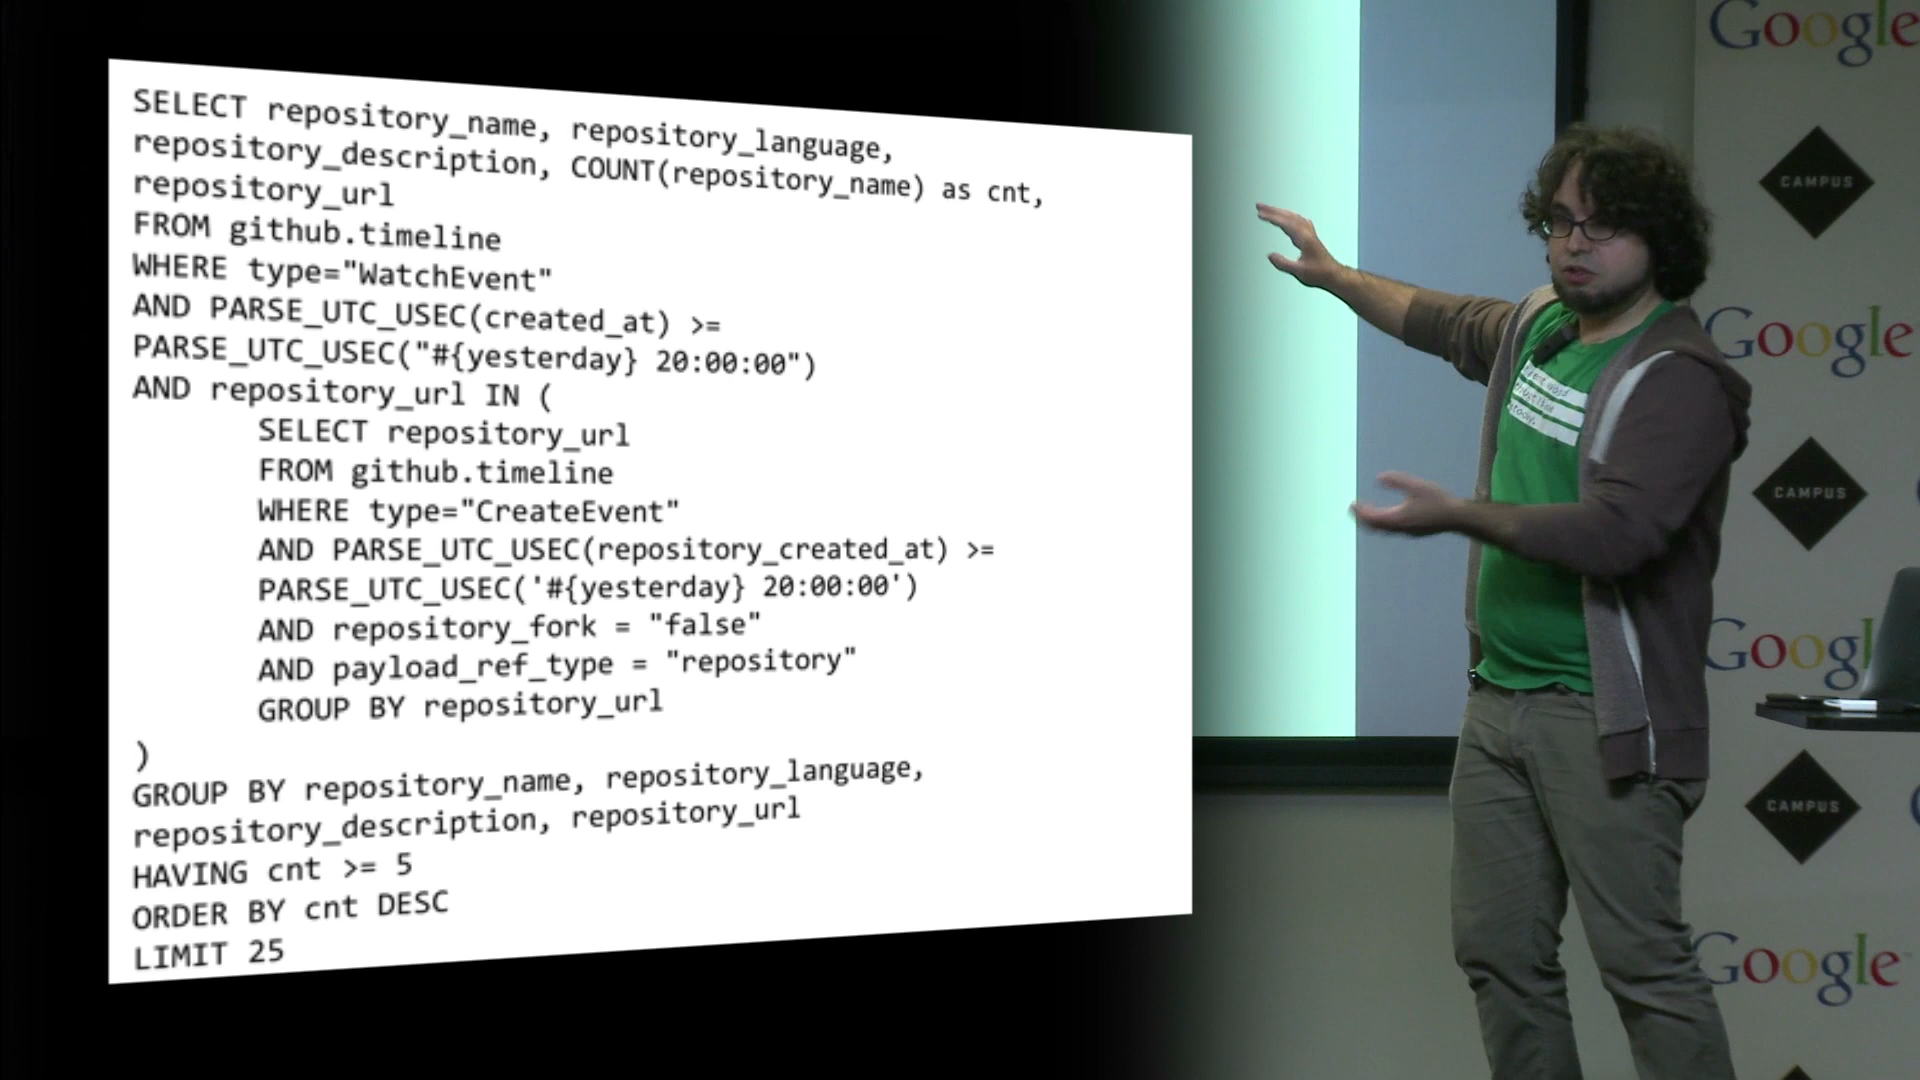 SELECT repository_name, repository_language,
repository_description, COUNT(repository_name) as cnt,
repository_url
FROM github.timeline
WHERE type="WatchEvent"
AND PARSE_UTC_USEC(created_at) >=
PARSE_UTC_USEC("#{yesterday} 20:00:00")
AND repository_url IN (
SELECT repository_url
FROM github.timeline
WHERE type="CreateEvent"
AND PARSE_UTC_USEC(repository_created_at) >=
PARSE_UTC_USEC('#{yesterday} 20:00:00')
AND repository_fork = "false"
AND payload_ref_type = "repository"
GROUP BY repository_url
)
GROUP BY repository_name, repository_language,
repository_description, repository_url
HAVING cnt >= 5
ORDER BY cnt DESC
LIMIT 25
Google
CAMPUS
Google
CAMPUS
Google
CAMPUS
Google